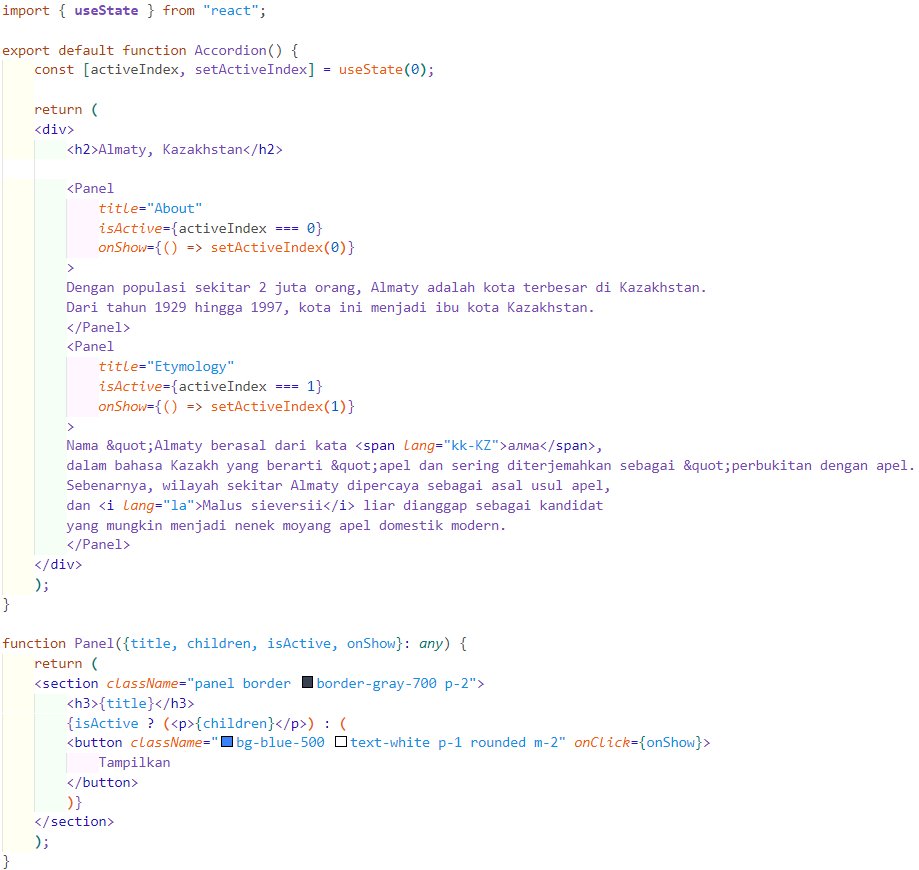 import { useState } from "react";
export default function Accordion() {
const [activeIndex, setActiveIndex] = useState(0);
return (
<div>
<h2>Almaty, Kazakhstan</h2>
<Panel
title="About"
isActive={activeIndex === 0}
onShow={() => setActiveIndex(0)}
>
Dengan populasi sekitar 2 juta orang, Almaty adalah kota terbesar di Kazakhstan.
Dari tahun 1929 hingga 1997, kota ini menjadi ibu kota Kazakhstan.
</Panel>
<Panel
title="Etymology"
isActive={activeIndex === 1}
onShow={() => setActiveIndex(1)}
>
Nama &quot;Almaty berasal dari kata <span lang="kk-KZ">алма</span>,
dalam bahasa Kazakh yang berarti &quot;apel dan sering diterjemahkan sebagai &quot;perbukitan dengan apel.
Sebenarnya, wilayah sekitar Almaty dipercaya sebagai asal usul apel,
dan <i lang="la">Malus sieversii</i> liar dianggap sebagai kandidat
yang mungkin menjadi nenek moyang apel domestik modern.
</Panel>
</div>
);
}
function Panel({title, children, isActive, onShow}: any) {
return (
<section className="panel border border-gray-700 p-2">
<h3>{title}</h3>
{isActive ? (<p>{children}</p>) : (
<button className="bg-blue-500 text-white p-1 rounded m-2" onClick={onShow}>
Tampilkan
</button>
)}
</section>
);
}